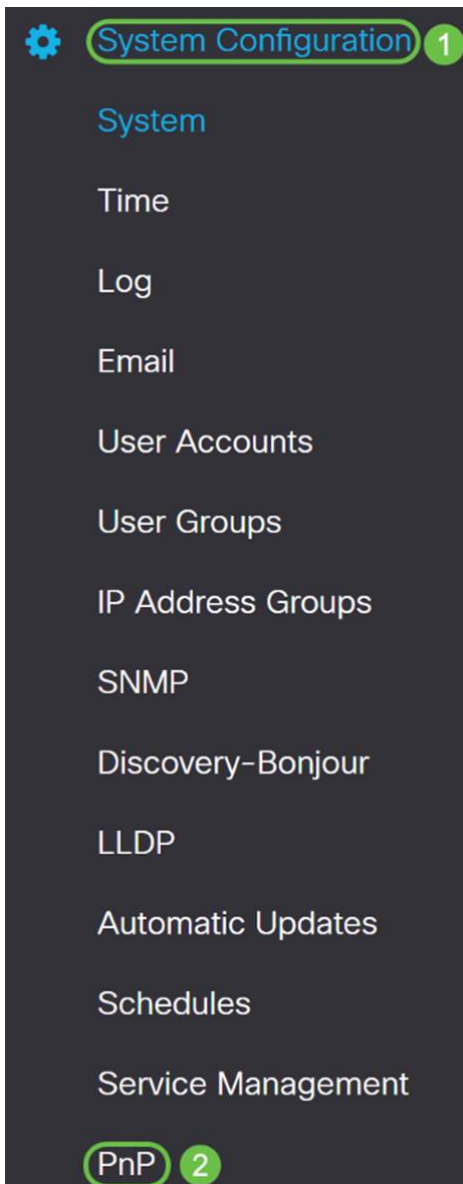 System Configuration 1
System
Time
Log
Email
User Accounts
User Groups
IP Address Groups
SNMP
Discovery-Bonjour
LLDP
Automatic Updates
Schedules
Service Management
PnP 2